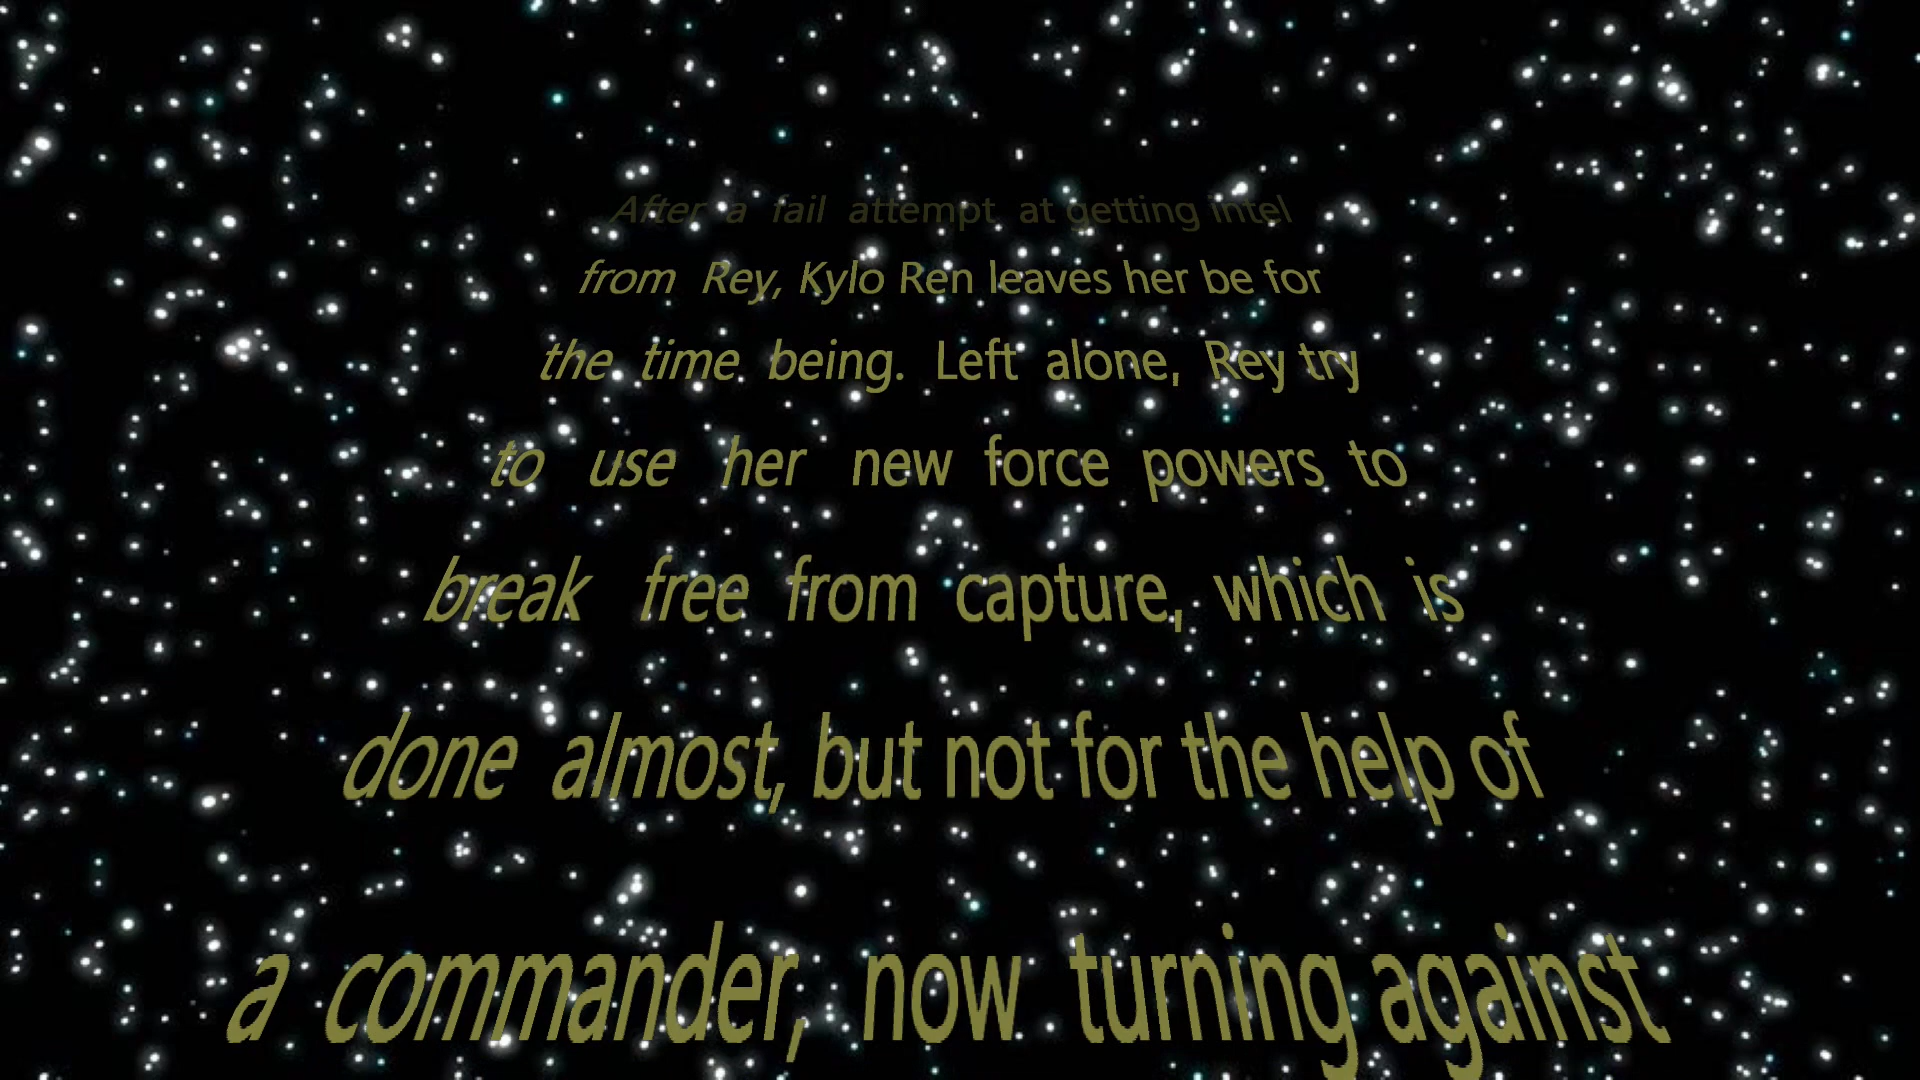 After a fail attempt at getting intel
from Rey, Kylo Ren leaves her be for
the time being. Left alone, Rey try
to use her new force powers to
break free from capture, which is
done almost, but not for the help of
a commander, now turning against